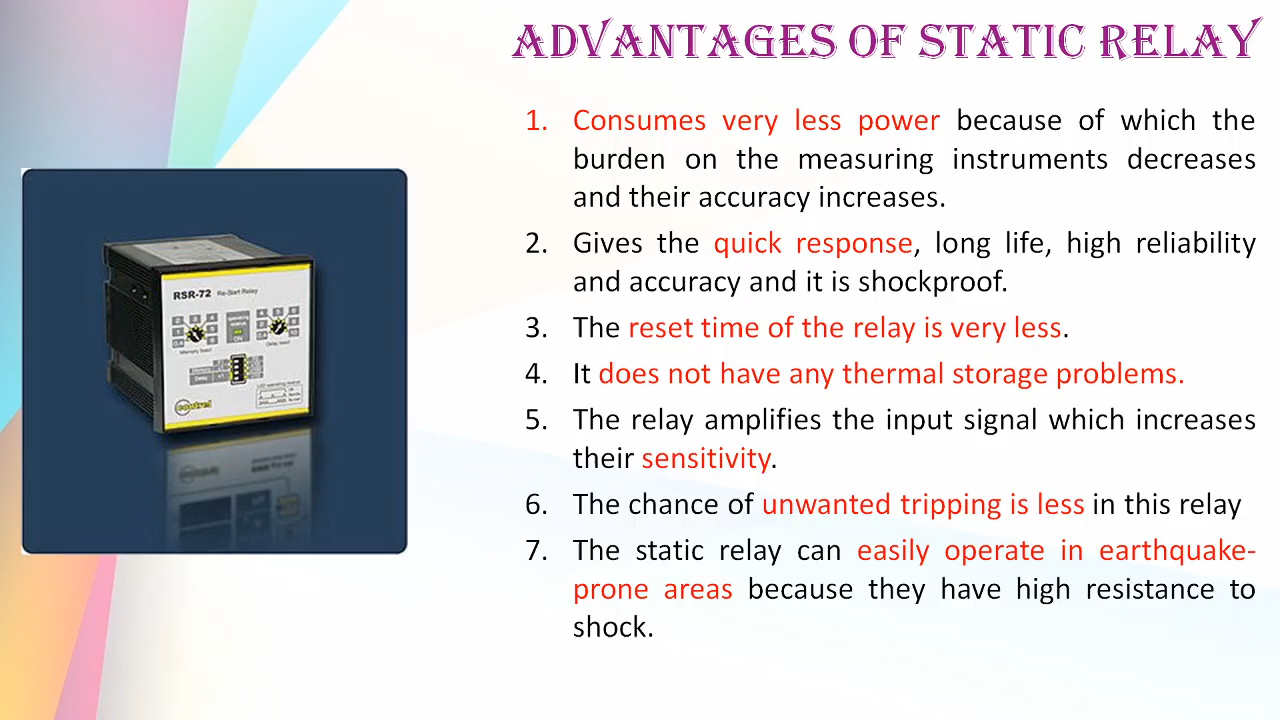 ADVANTAGES OF STATIC RELAY
1. Consumes very less power because of which the
burden on the measuring instruments decreases
and their accuracy increases.
2. Gives the quick response, long life, high reliability
and accuracy and it is shockproof.
3. The reset time of the relay is very less.
4. It does not have any thermal storage problems.
5. The relay amplifies the input signal which increases
their sensitivity.
6. The chance of unwanted tripping is less in this relay
7. The static relay can easily operate in earthquake-
prone areas because they have high resistance to
shock.
RSR-72 Re-Start Relay
ON
contrel